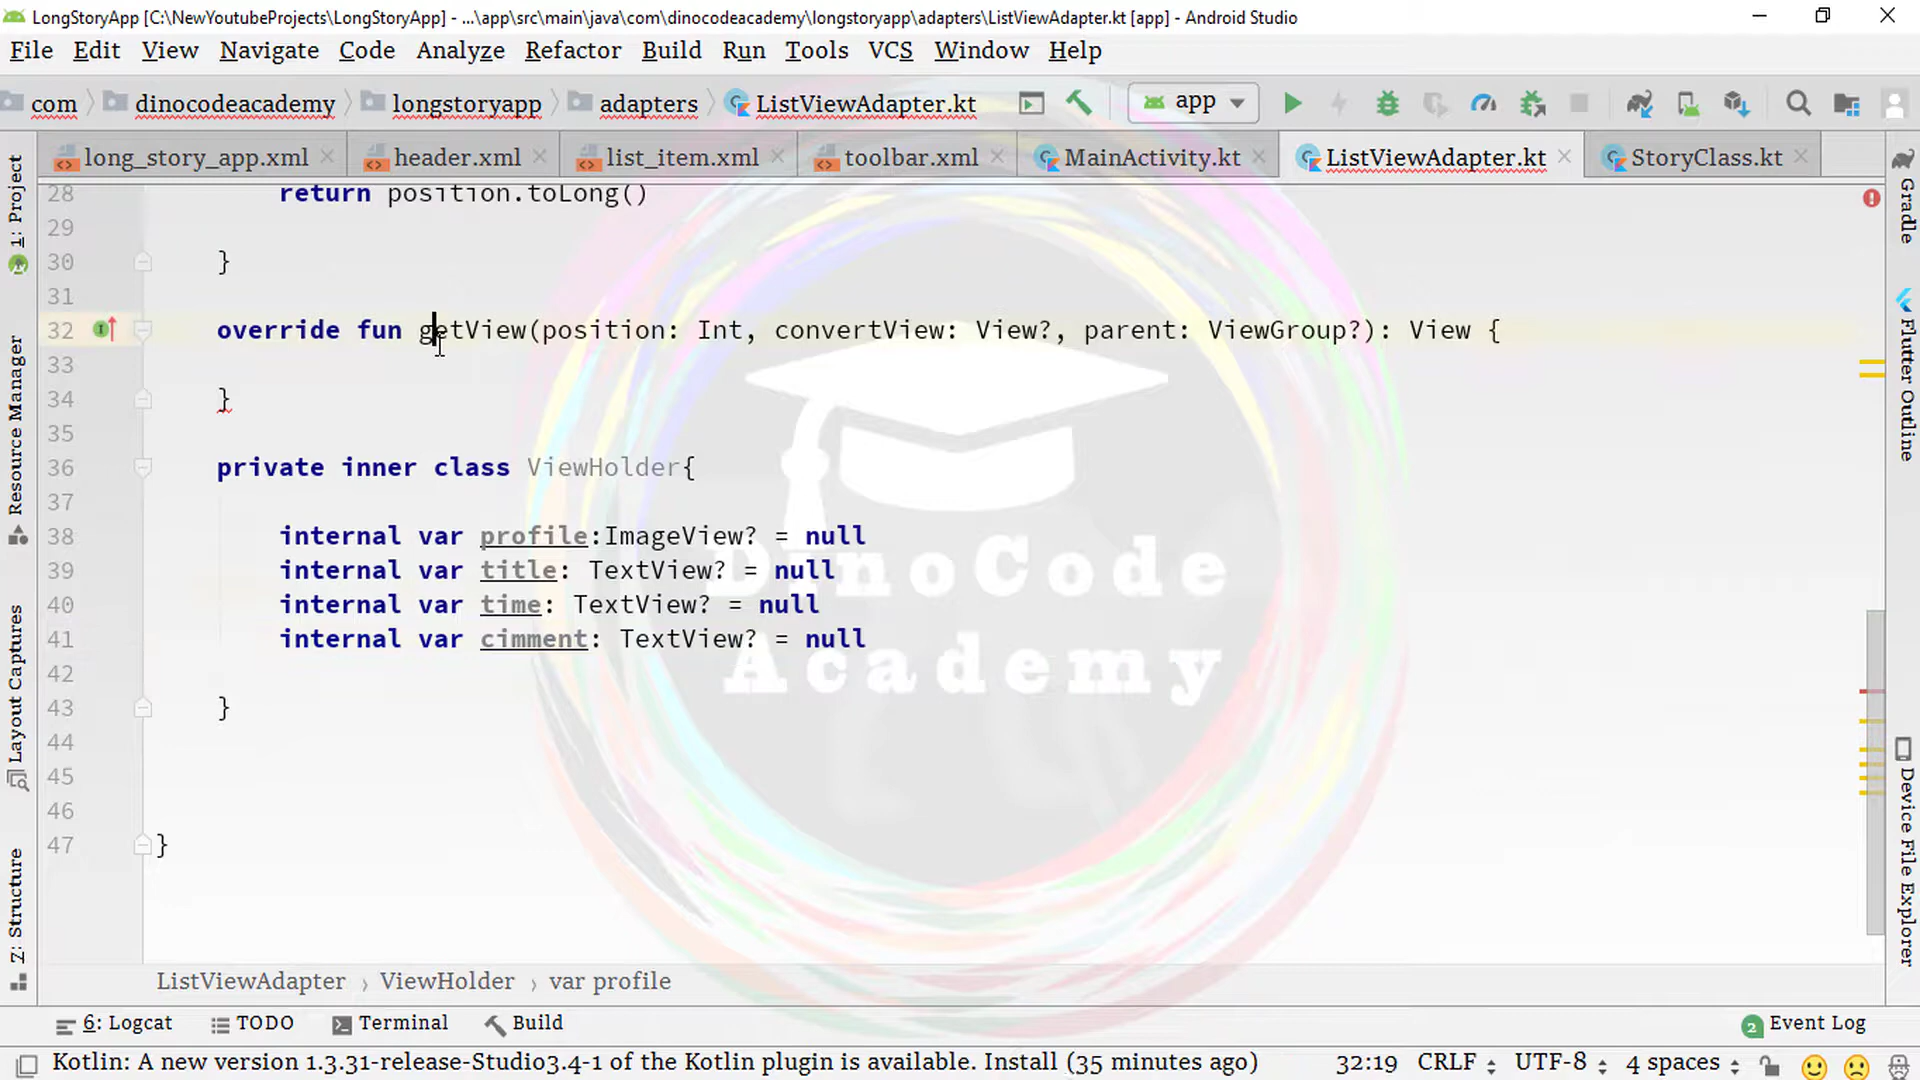 LongStoryApp [C:\NewYoutubeProjects\LongStoryApp] - ...\app\src\main\java\com\dinocodeacademy\longstoryapp\adapters\ListViewAdapter.kt [app] - Android Studio
File Edit View Navigate Code Analyze Refactor Build Run Tools VCS Window Help
com dinocodeacademy longstoryapp adapters ListViewAdapter.kt app
long_story_app.xml header.xml list_item.xml toolbar.xml MainActivity.kt ListViewAdapter.kt StoryClass.kt
1: Project
Resource Manager
Layout Captures
Z: Structure
28 return position.toLong()
29
30 }
31
32 override fun getView(position: Int, convertView: View?, parent: ViewGroup?): View {
33
34 }
35
36 private inner class ViewHolder{
37
38 internal var profile:ImageView? = null
39 internal var title: TextView? = null
40 internal var time: TextView? = null
41 internal var cimment: TextView? = null
42
43 }
44
45
46
47 }
DinoCode
Academy
Gradle
Flutter Outline
Device File Explorer
ListViewAdapter › ViewHolder › var profile
6: Logcat TODO Terminal Build 2 Event Log
Kotlin: A new version 1.3.31-release-Studio3.4-1 of the Kotlin plugin is available. Install (35 minutes ago) 32:19 CRLF UTF-8 4 spaces